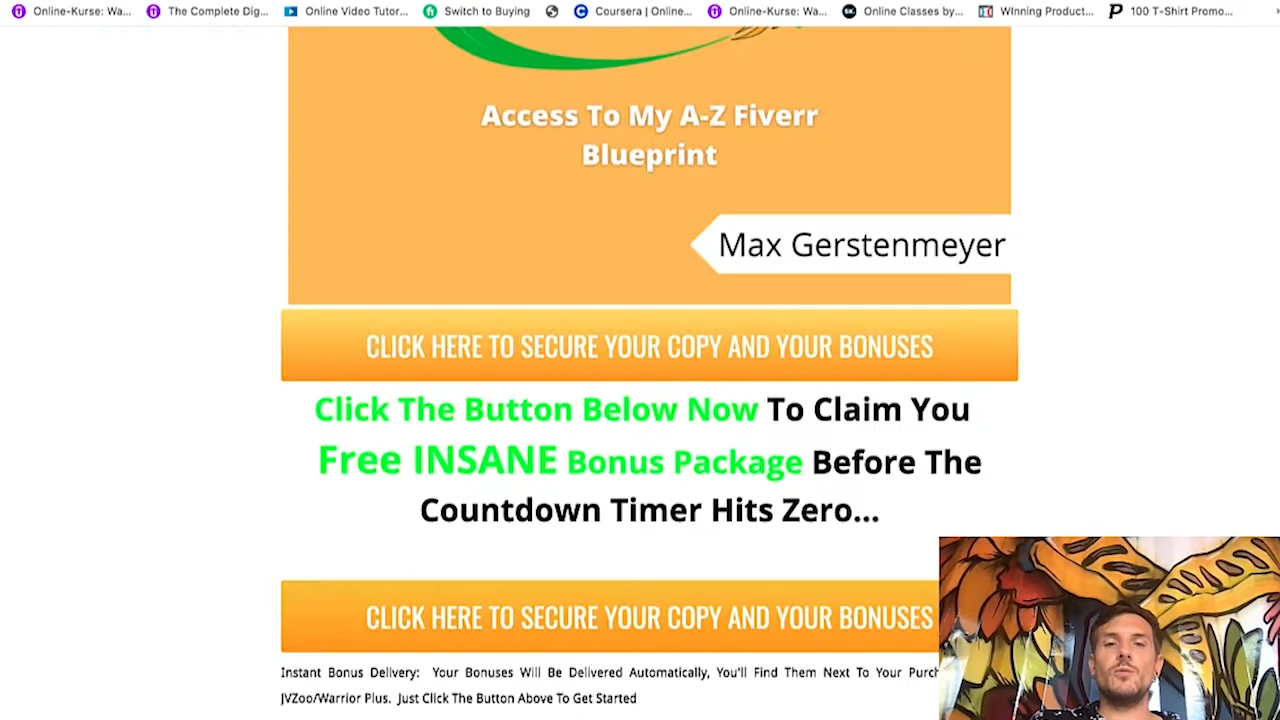 Online-Kurse: Wa... The Complete Dig... Online Video Tutor... Switch to Buying Coursera | Online... Online-Kurse: Wa... Online Classes by... WInning Product... 100 T-Shirt Promo...
Access To My A-Z Fiverr
Blueprint
Max Gerstenmeyer
CLICK HERE TO SECURE YOUR COPY AND YOUR BONUSES
Click The Button Below Now To Claim You
Free INSANE Bonus Package Before The
Countdown Timer Hits Zero...
CLICK HERE TO SECURE YOUR COPY AND YOUR BONUSES
Instant Bonus Delivery: Your Bonuses Will Be Delivered Automatically, You'll Find Them Next To Your Purch
JVZoo/Warrior Plus. Just Click The Button Above To Get Started